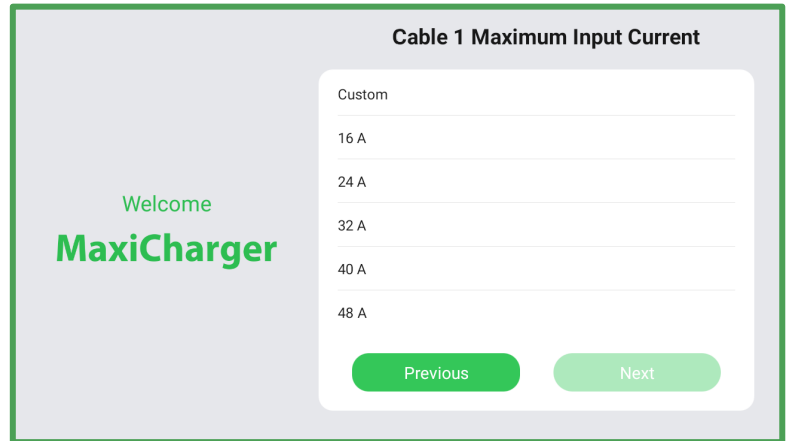 Cable 1 Maximum Input Current
Custom
16 A
24 A
Welcome
32 A
MaxiCharger
40 A
48 A
Previous
Next